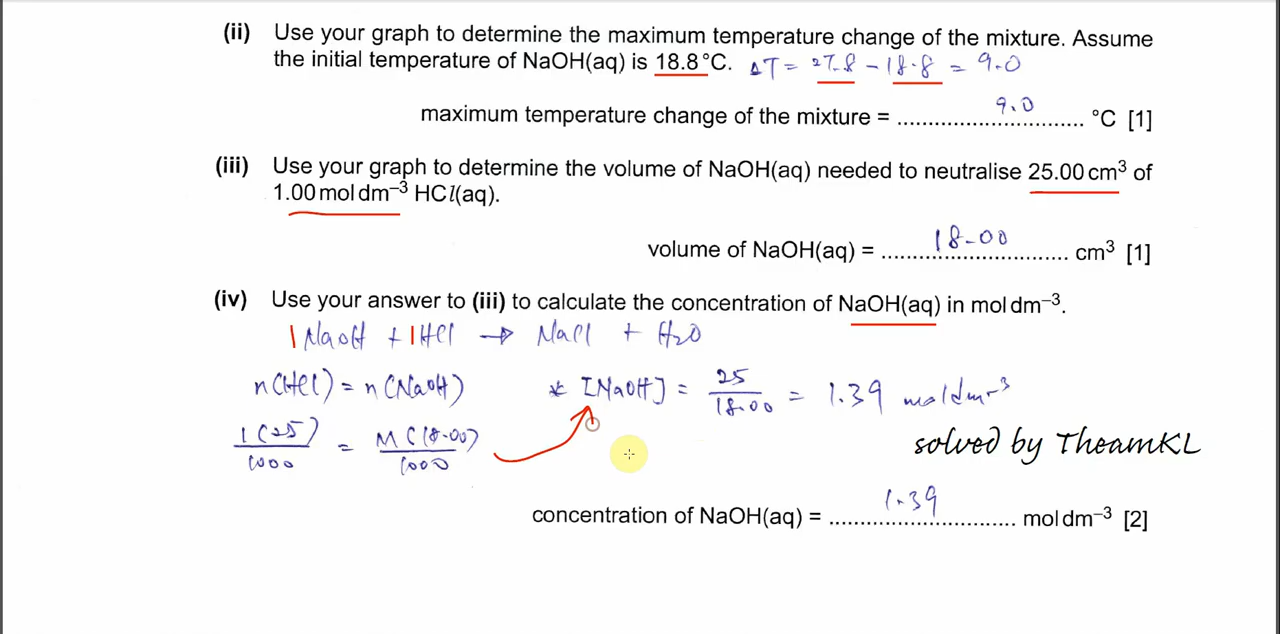 (ii) Use your graph to determine the maximum temperature change of the mixture. Assume
the initial temperature of NaOH(aq) is 18.8°C. ΔT = 27.8 - 18.8 = 9.0
maximum temperature change of the mixture = .......... 9.0 .......... °C [1]
(iii) Use your graph to determine the volume of NaOH(aq) needed to neutralise 25.00 cm³ of
1.00 mol dm⁻³ HCl(aq).
volume of NaOH(aq) = .......... 18.00 .......... cm³ [1]
(iv) Use your answer to (iii) to calculate the concentration of NaOH(aq) in mol dm⁻³.
1 NaOH + 1 HCl → NaCl + H2O
n(HCl) = n(NaOH) * [NaOH] = 25/18.00 = 1.39 mol dm⁻³
1(25)/1000 = M(18.00)/1000
solved by TheamKL
concentration of NaOH(aq) = .......... 1.39 .......... mol dm⁻³ [2]